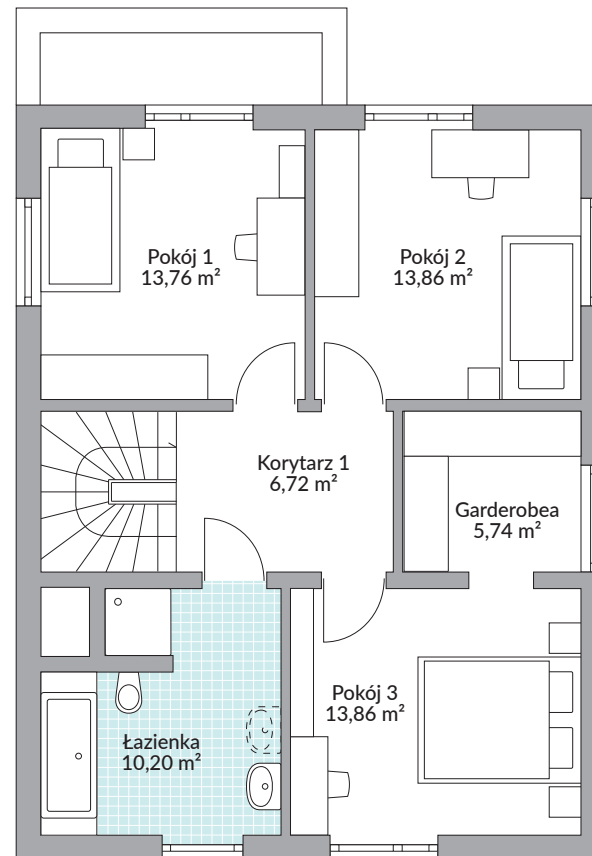 Pokój 1
13,76 m²
Pokój 2
13,86 m²
Korytarz 1
6,72 m²
Garderobea
5,74 m²
Pokój 3
13,86 m²
Łazienka
10,20 m²